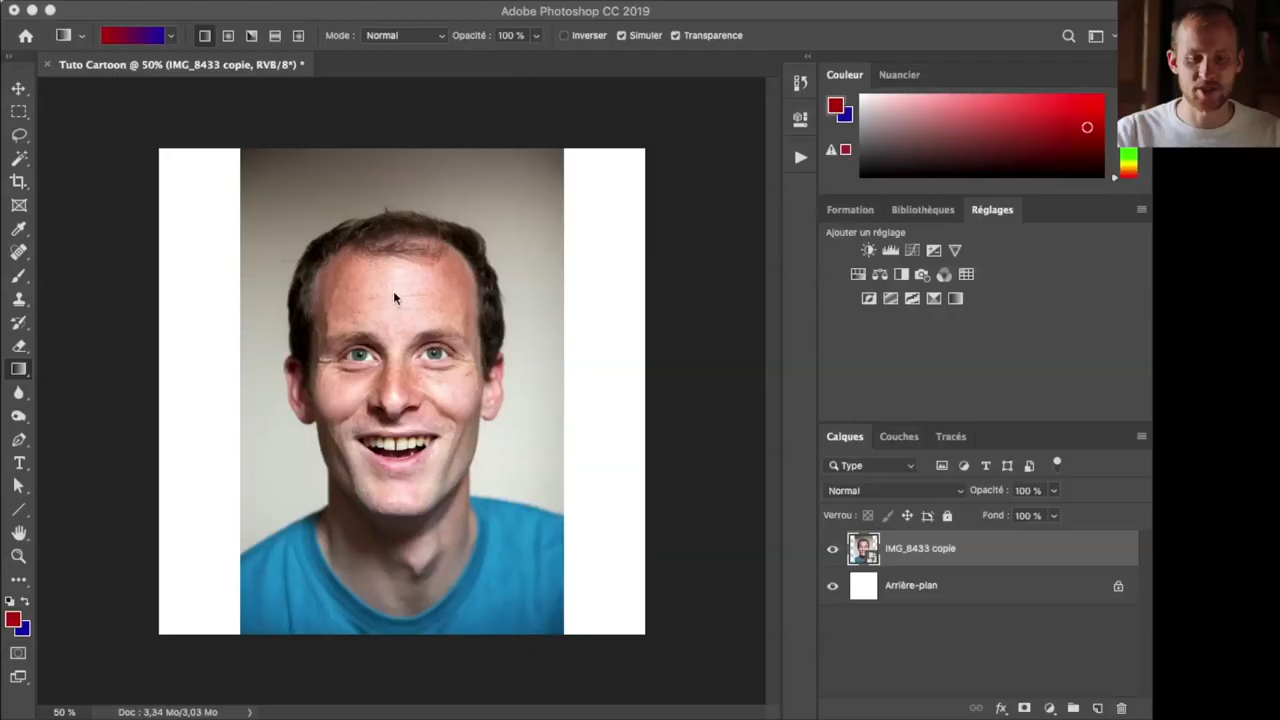 Adobe Photoshop CC 2019
Mode : Normal Opacité : 100 % Inverser Simuler Transparence
Tuto Cartoon @ 50% (IMG_8433 copie, RVB/8*) *
Couleur Nuancier
Formation Bibliothèques Réglages
Ajouter un réglage
Calques Couches Tracés
Type
Normal Opacité : 100 %
Verrou : Fond : 100 %
IMG_8433 copie
Arrière-plan
50 % Doc : 3,34 Mo/3,03 Mo